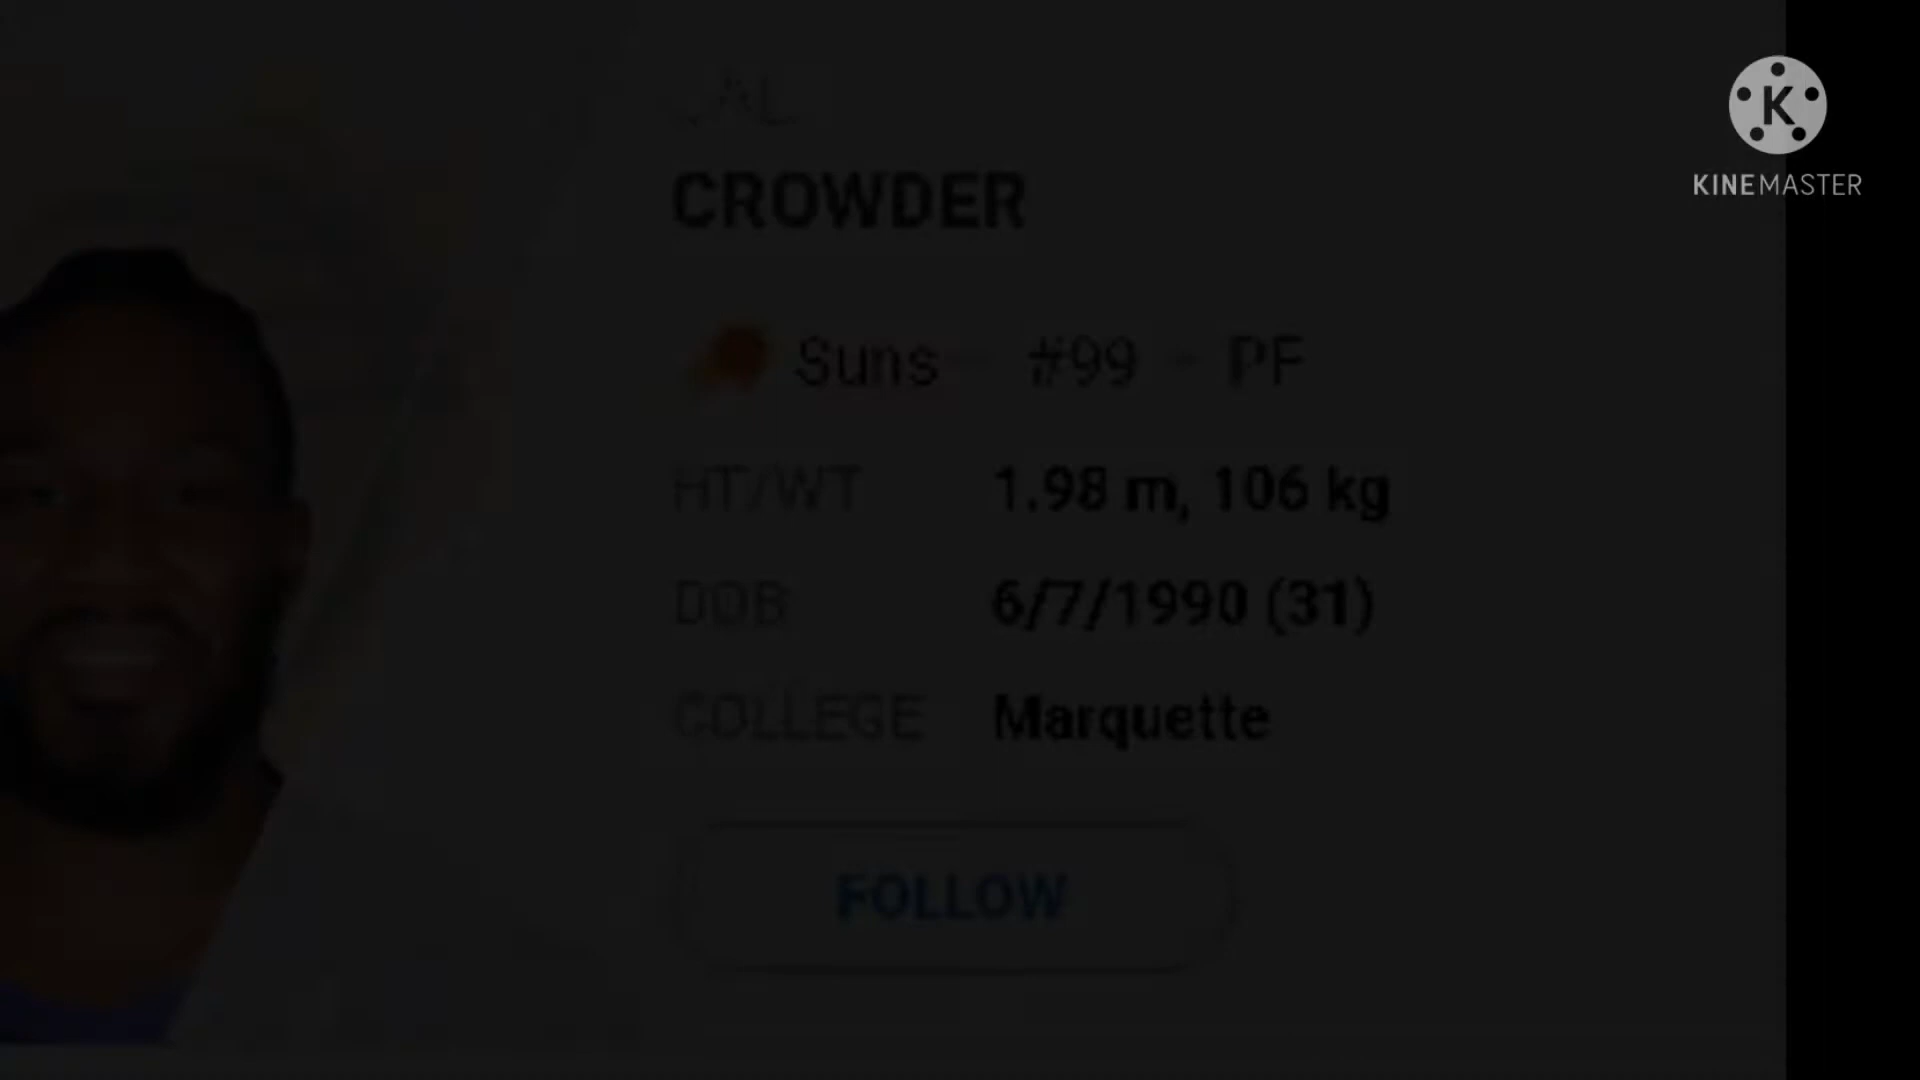 CROWDER
K
KINEMASTER
Suns - #99 - PF
HT/WT 1.98 m, 106 kg
DOB 6/7/1990 (31)
COLLEGE Marquette
FOLLOW